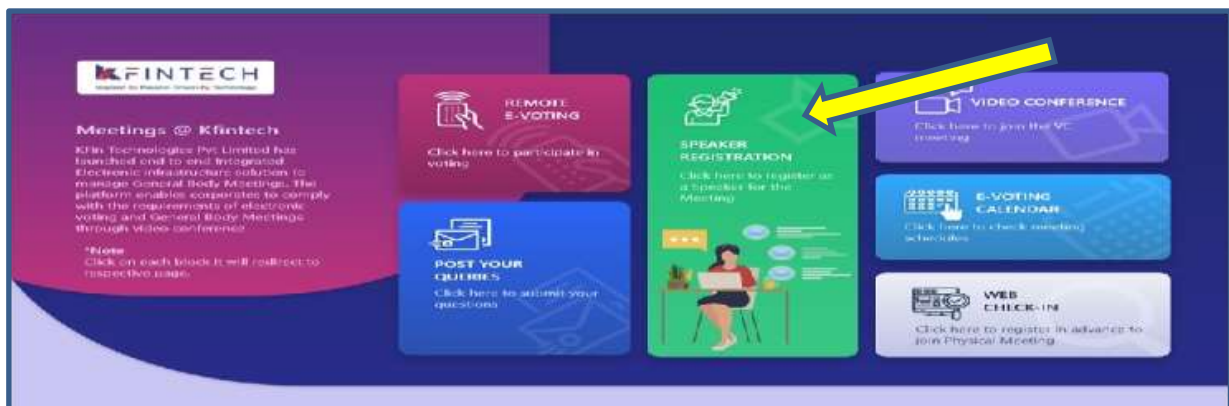 KFINTECH
Meetings @ Kfintech
KFin Technologies Pvt Limited has
launched end to end Integrated
Electronic infrastructure solution to
manage General Body Meetings. The
platform enables corporates to comply
with the requirements of electronic
voting and General Body Meetings
through video conference
*Note
Click on each block it will redirect to
respective page.
REMOTE
E-VOTING
Click here to participate in
voting
POST YOUR
QUERIES
Click here to submit your
questions
SPEAKER
REGISTRATION
Click here to register as
a Speaker for the
Meeting
VIDEO CONFERENCE
Click here to join the VC
meeting
E-VOTING
CALENDAR
Click here to check meeting
schedules
WEB
CHECK-IN
Click here to register in advance to
join Physical Meeting